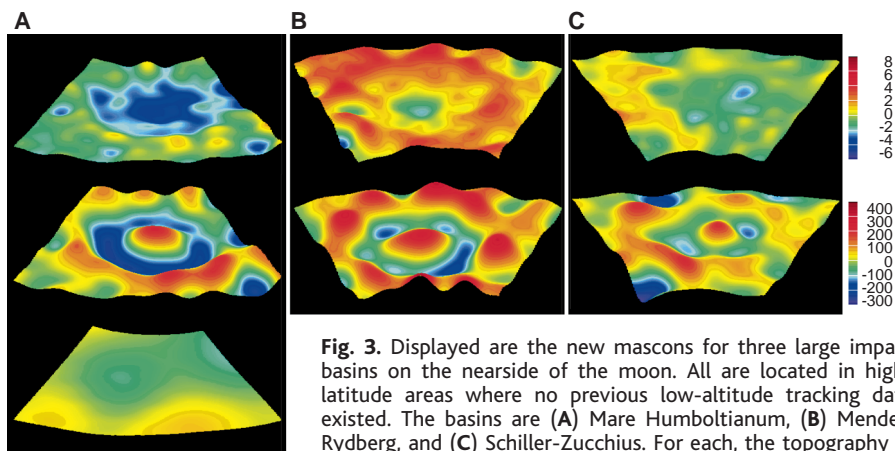 A
B
C
8
6
4
2
0
-2
-4
-6
400
300
200
100
0
-100
-200
-300
Fig. 3. Displayed are the new mascons for three large impa
basins on the nearside of the moon. All are located in high
latitude areas where no previous low-altitude tracking da
existed. The basins are (A) Mare Humboltianum, (B) Mende
Rydberg, and (C) Schiller-Zucchius. For each, the topography